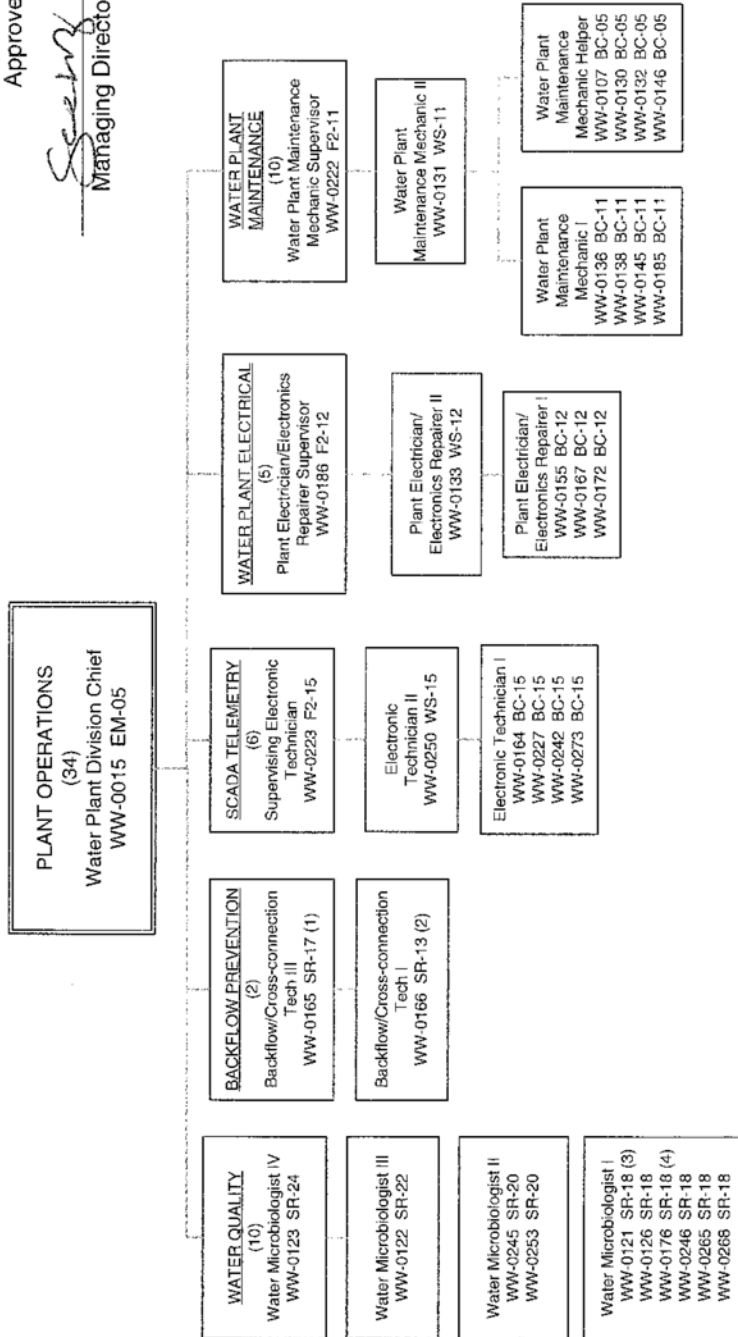 Approve
Managing Directo
PLANT OPERATIONS
(34)
Water Plant Division Chief
WW-0015 EM-05
WATER QUALITY
(10)
Water Microbiologist IV
WW-0123 SR-24
Water Microbiologist III
WW-0122 SR-22
Water Microbiologist II
WW-0245 SR-20
WW-0253 SR-20
Water Microbiologist I
WW-0121 SR-18 (3)
WW-0126 SR-18
WW-0176 SR-18 (4)
WW-0246 SR-18
WW-0265 SR-18
WW-0268 SR-18
BACKFLOW PREVENTION
(2)
Backflow/Cross-connection
Tech III
WW-0165 SR-17 (1)
Backflow/Cross-connection
Tech I
WW-0166 SR-13 (2)
SCADA TELEMETRY
(6)
Supervising Electronic
Technician
WW-0223 F2-15
Electronic
Technician II
WW-0250 WS-15
Electronic Technician I
WW-0164 BC-15
WW-0227 BC-15
WW-0242 BC-15
WW-0273 BC-15
WATER PLANT ELECTRICAL
(5)
Plant Electrician/Electronics
Repairer Supervisor
WW-0186 F2-12
Plant Electrician/
Electronics Repairer II
WW-0133 WS-12
Plant Electrician/
Electronics Repairer I
WW-0155 BC-12
WW-0167 BC-12
WW-0172 BC-12
WATER PLANT
MAINTENANCE
(10)
Water Plant Maintenance
Mechanic Supervisor
WW-0222 F2-11
Water Plant
Maintenance Mechanic II
WW-0131 WS-11
Water Plant
Maintenance
Mechanic I
WW-0136 BC-11
WW-0138 BC-11
WW-0145 BC-11
WW-0185 BC-11
Water Plant
Maintenance
Mechanic Helper
WW-0107 BC-05
WW-0130 BC-05
WW-0132 BC-05
WW-0146 BC-05